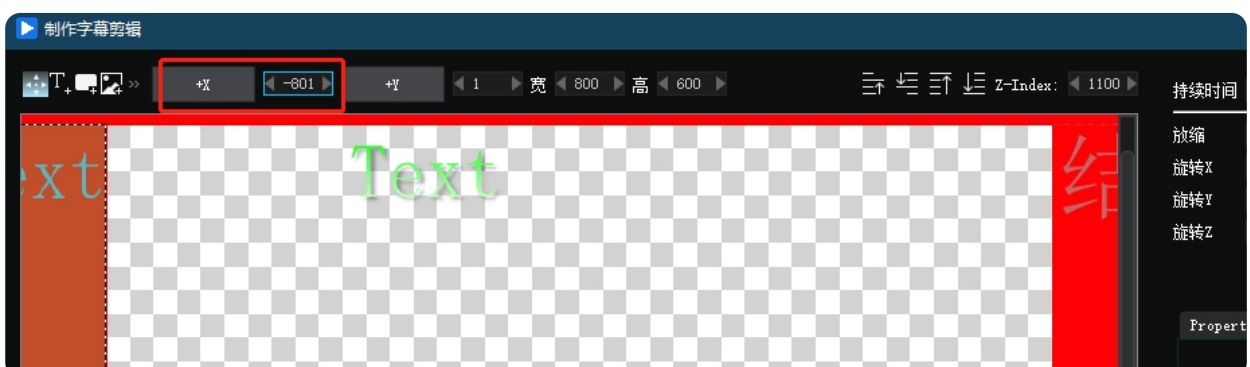 制作字幕剪辑
T+ +X -801 +Y 1 宽 800 高 600 Z-Index: 1100 持续时间
放缩
旋转X
旋转Y
旋转Z
ext Text 结
Propert